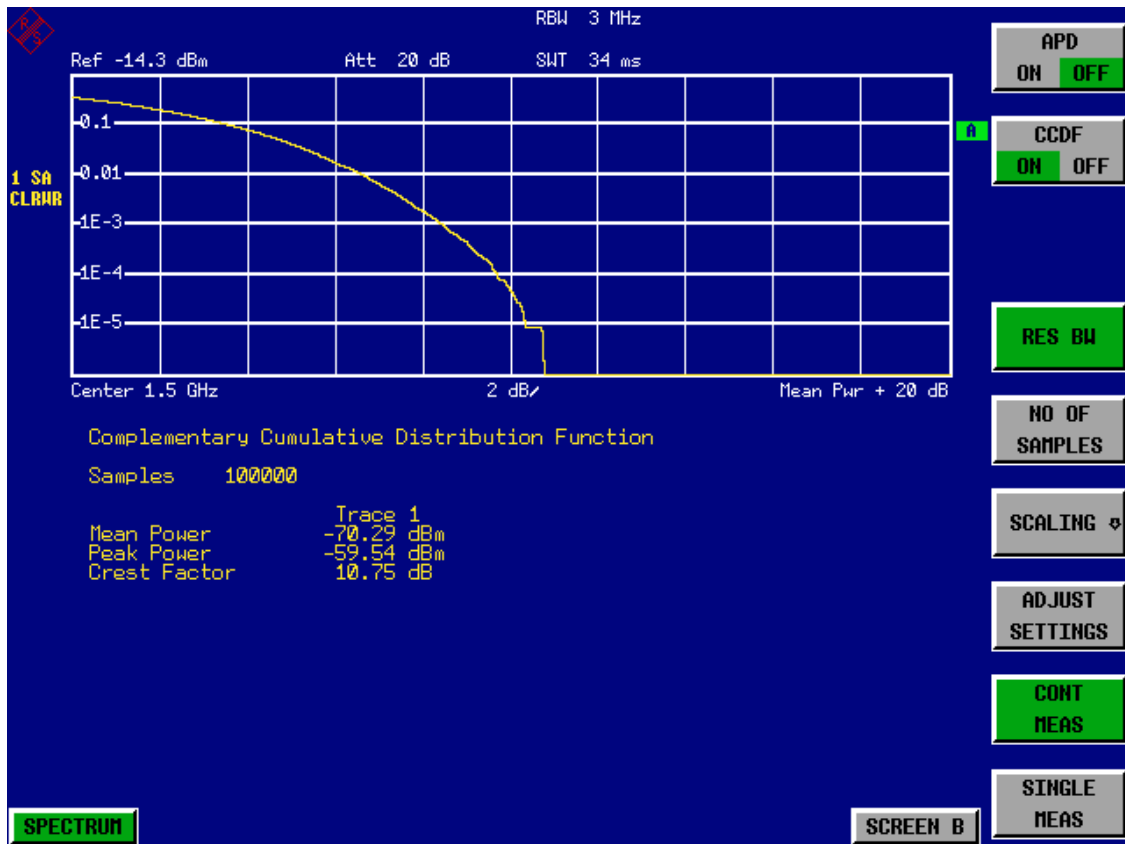 RBW 3 MHz
Ref -14.3 dBm Att 20 dB SWT 34 ms
0.1
0.01
1E-3
1E-4
1E-5
1 SA
CLRWR
A
Center 1.5 GHz 2 dB/ Mean Pwr + 20 dB
Complementary Cumulative Distribution Function
Samples 100000
Trace 1
Mean Power -70.29 dBm
Peak Power -59.54 dBm
Crest Factor 10.75 dB
R S
APD
ON OFF
CCDF
ON OFF
RES BW
NO OF
SAMPLES
SCALING
ADJUST
SETTINGS
CONT
MEAS
SINGLE
MEAS
SPECTRUM
SCREEN B